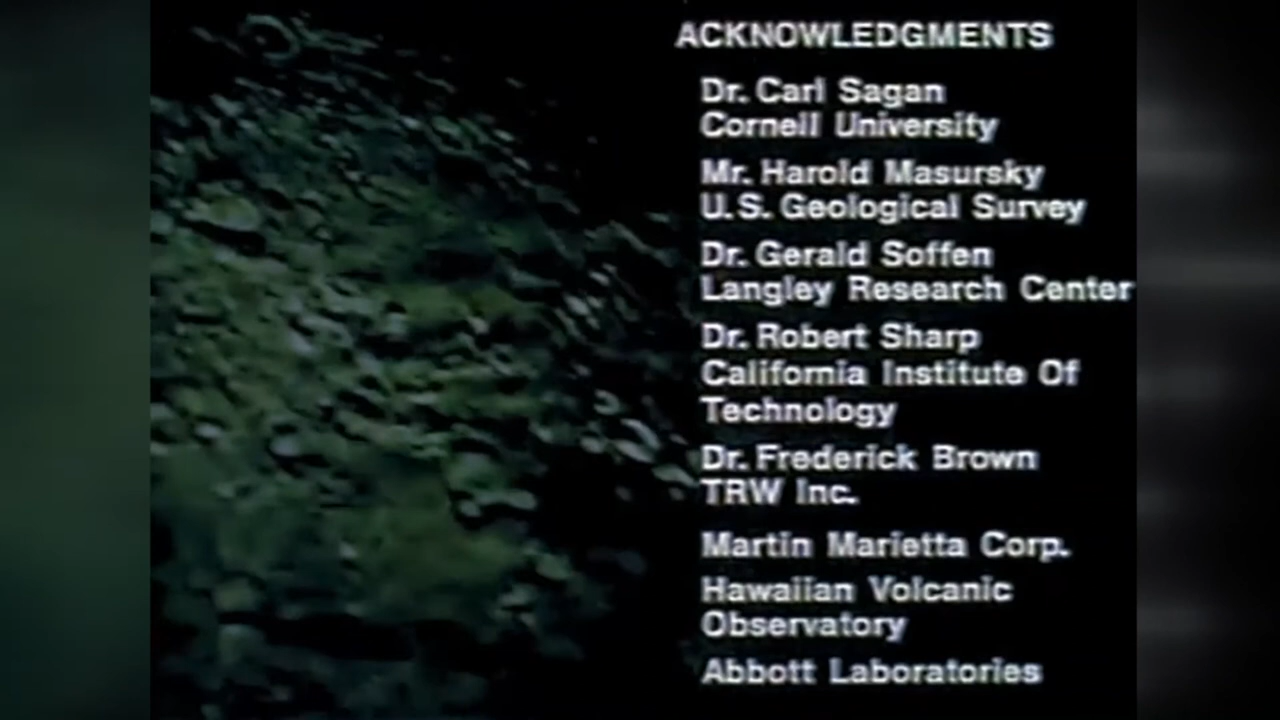 ACKNOWLEDGMENTS
Dr. Carl Sagan
Cornell University
Mr. Harold Masursky
U.S. Geological Survey
Dr. Gerald Soffen
Langley Research Center
Dr. Robert Sharp
California Institute Of
Technology
Dr. Frederick Brown
TRW Inc.
Martin Marietta Corp.
Hawaiian Volcanic
Observatory
Abbott Laboratories